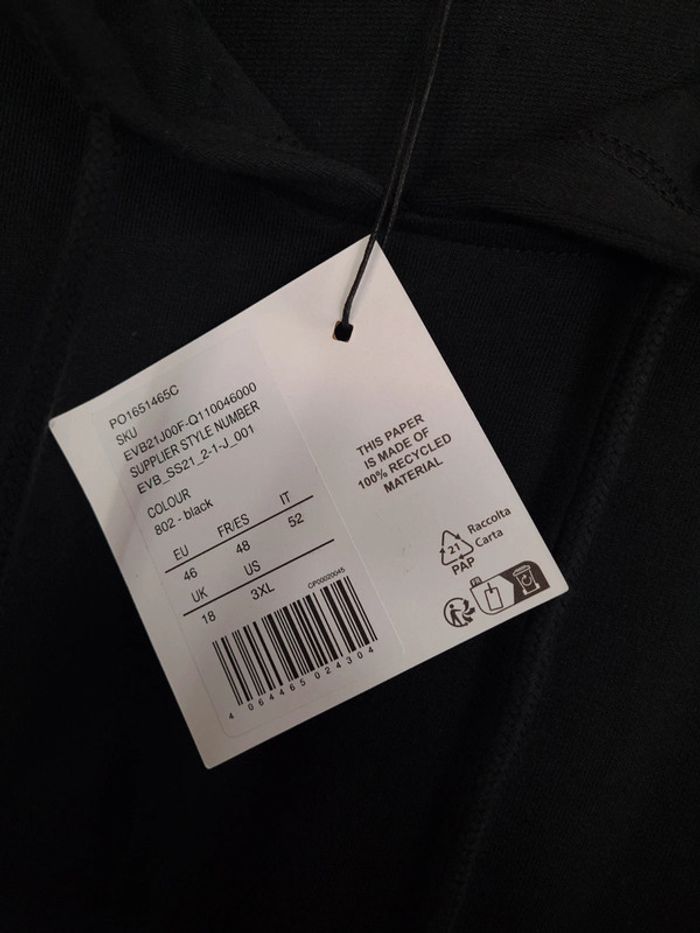 PO1651465C
SKU
EVB21J00F-Q110046000
SUPPLIER STYLE NUMBER
EVB_SS21_2-1-J_001
COLOUR
802 - black
EU FR/ES IT
46 48 52
UK US
18 3XL
CP00020045
4 064465 024304
THIS PAPER
IS MADE OF
100% RECYCLED
MATERIAL
21
PAP
Raccolta
Carta